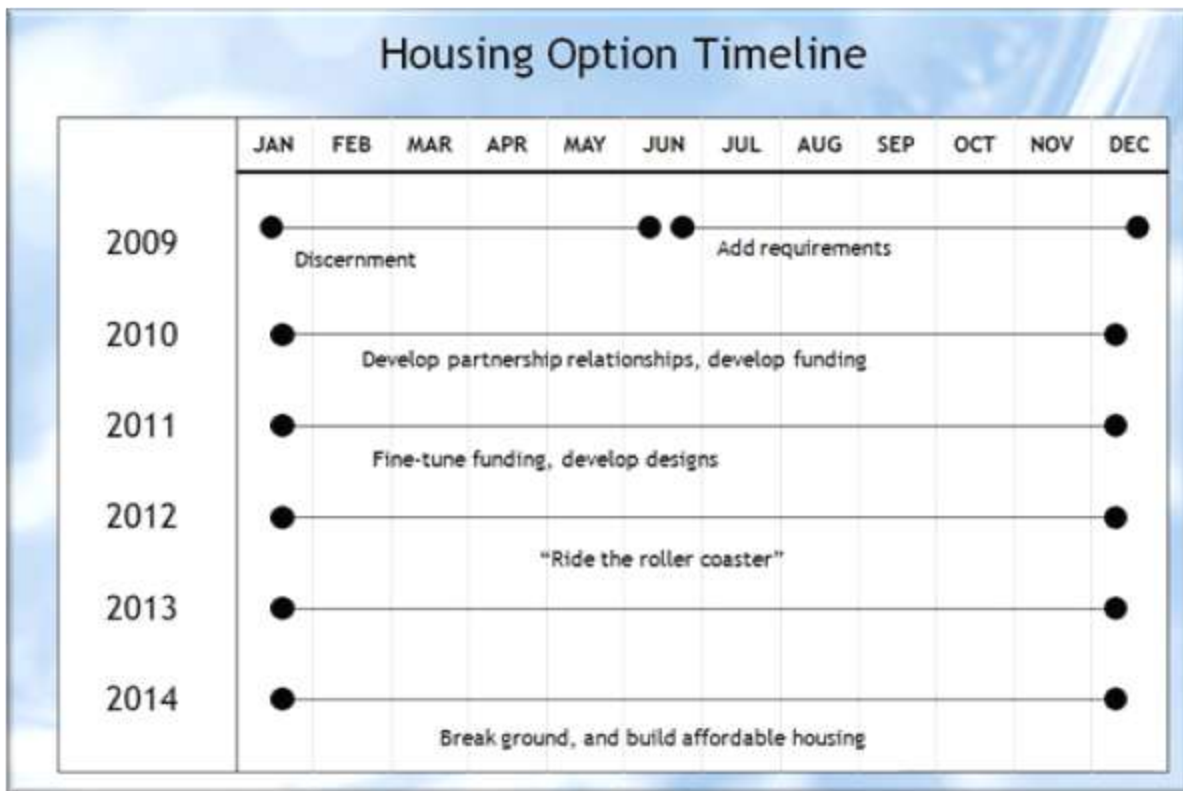 Housing Option Timeline
JAN FEB MAR APR MAY JUN JUL AUG SEP OCT NOV DEC
2009
Discernment
Add requirements
2010
Develop partnership relationships, develop funding
2011
Fine-tune funding, develop designs
2012
“Ride the roller coaster”
2013
2014
Break ground, and build affordable housing